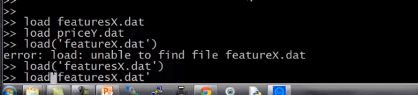 >>
>>
>> load featuresX.dat
>> load priceY.dat
>> load('featureX.dat')
error: load: unable to find file featureX.dat
>> load('featuresX.dat')
>> load featuresX.dat'